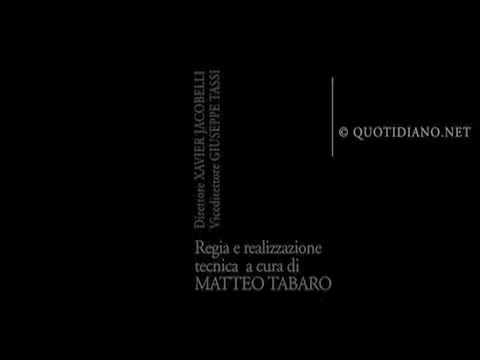 Direttore XAVIER JACOBELLI
Vicedirettore GIUSEPPE TASSI
© QUOTIDIANO.NET
Regia e realizzazione
tecnica a cura di
MATTEO TABARO